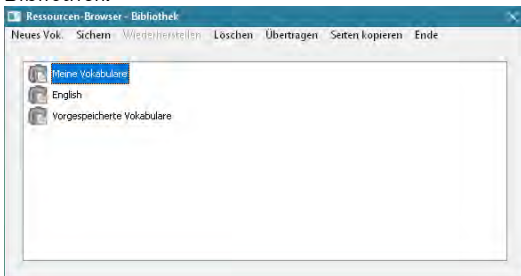 Ressourcen-Browser - Bibliothek
Neues Vok. Sichern Wiederherstellen Löschen Übertragen Seiten kopieren Ende
Meine Vokabulare
English
Vorgespeicherte Vokabulare